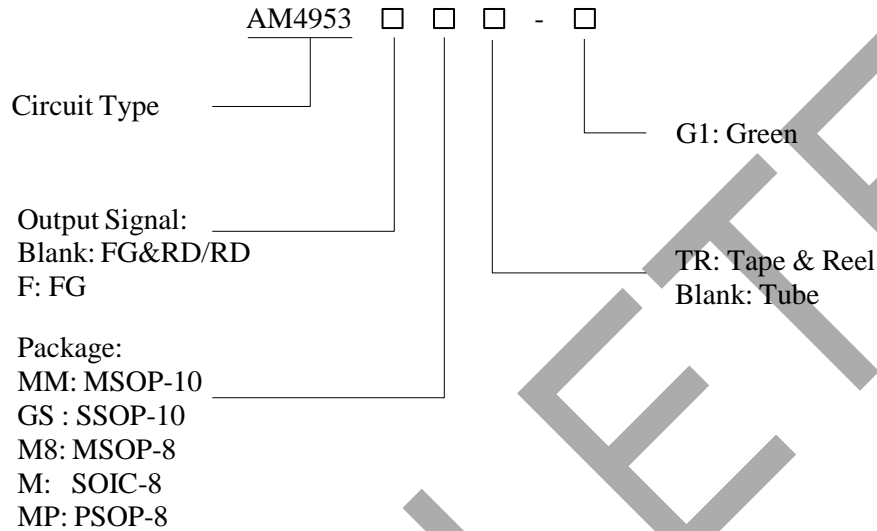 AM4953 □ □ □ - □
Circuit Type
G1: Green
Output Signal:
Blank: FG&RD/RD
F: FG
TR: Tape & Reel
Blank: Tube
Package:
MM: MSOP-10
GS : SSOP-10
M8: MSOP-8
M: SOIC-8
MP: PSOP-8